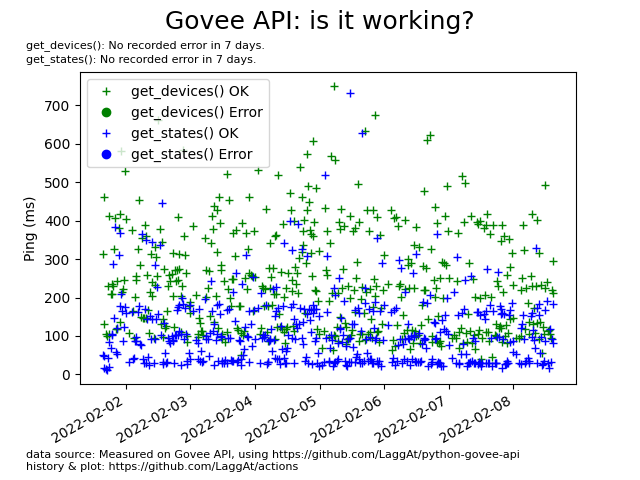 Govee API: is it working?
get_devices(): No recorded error in 7 days.
get_states(): No recorded error in 7 days.
get_devices() OK
get_devices() Error
get_states() OK
get_states() Error
Ping (ms)
700
600
500
400
300
200
100
0
2022-02-02
2022-02-03
2022-02-04
2022-02-05
2022-02-06
2022-02-07
2022-02-08
data source: Measured on Govee API, using https://github.com/LaggAt/python-govee-api
history & plot: https://github.com/LaggAt/actions